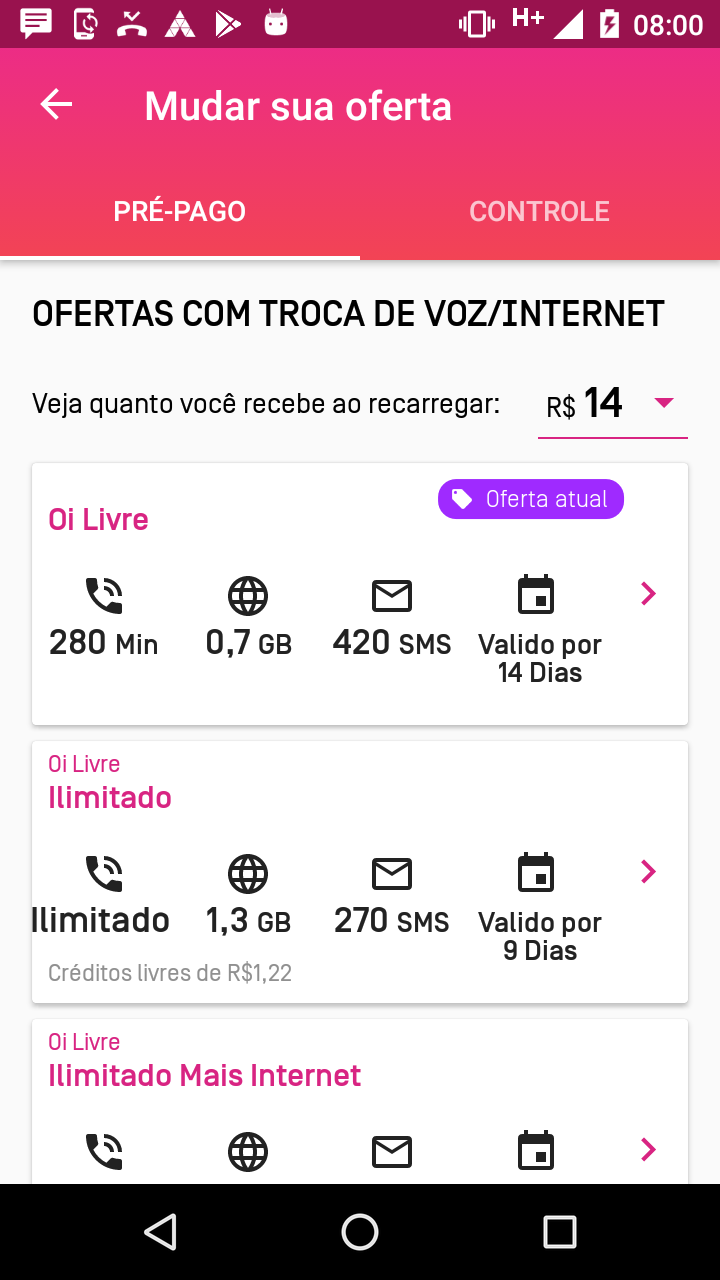 H+ 08:00
Mudar sua oferta
PRÉ-PAGO CONTROLE
OFERTAS COM TROCA DE VOZ/INTERNET
Veja quanto você recebe ao recarregar: R$ 14
Oferta atual
Oi Livre
280 Min 0,7 GB 420 SMS Valido por
14 Dias
Oi Livre
Ilimitado
Ilimitado 1,3 GB 270 SMS Valido por
9 Dias
Créditos livres de R$1,22
Oi Livre
Ilimitado Mais Internet